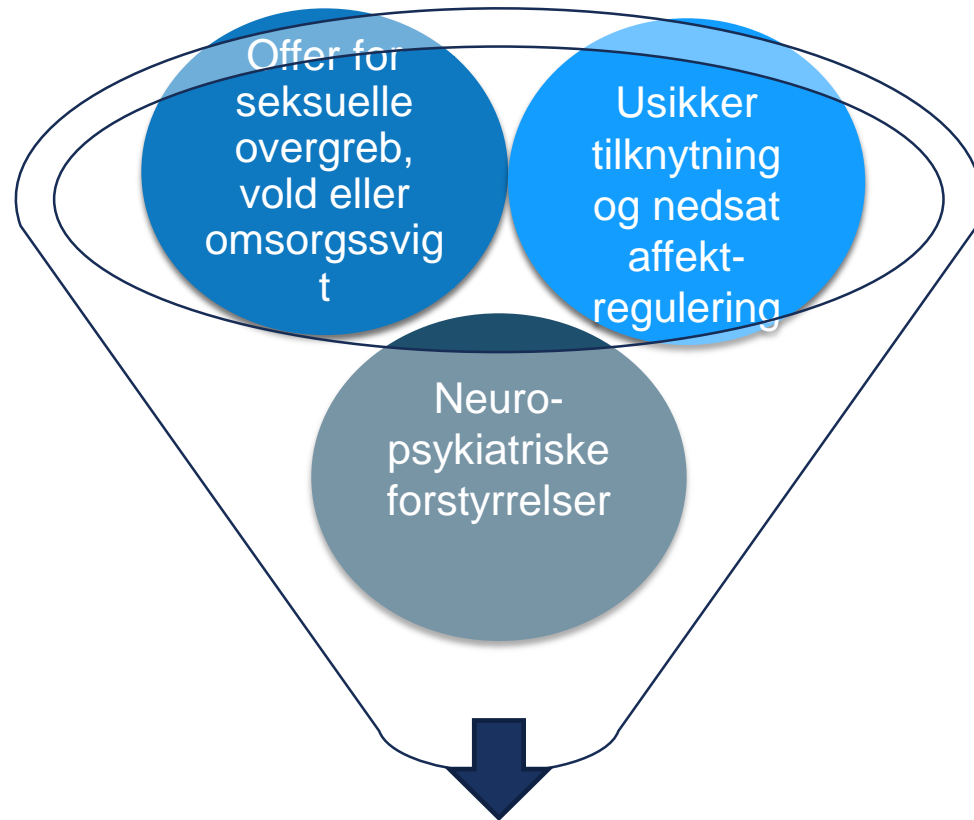 Offer for
seksuelle
overgreb,
vold eller
omsorgssvig
t
Usikker
tilknytning
og nedsat
affekt-
regulering
Neuro-
psykiatriske
forstyrrelser